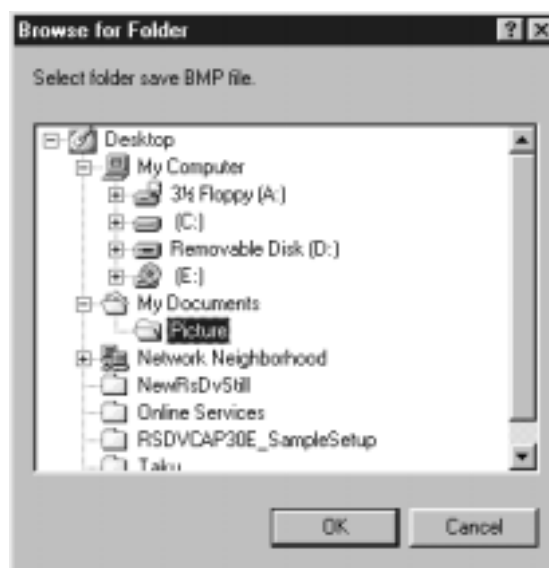 Browse for Folder
Select folder save BMP file.
Desktop
My Computer
3½ Floppy (A:)
(C:)
Removable Disk (D:)
(E:)
My Documents
Picture
Network Neighborhood
NewRsDvStill
Online Services
RSDVCAP30E_SampleSetup
Taku
OK
Cancel